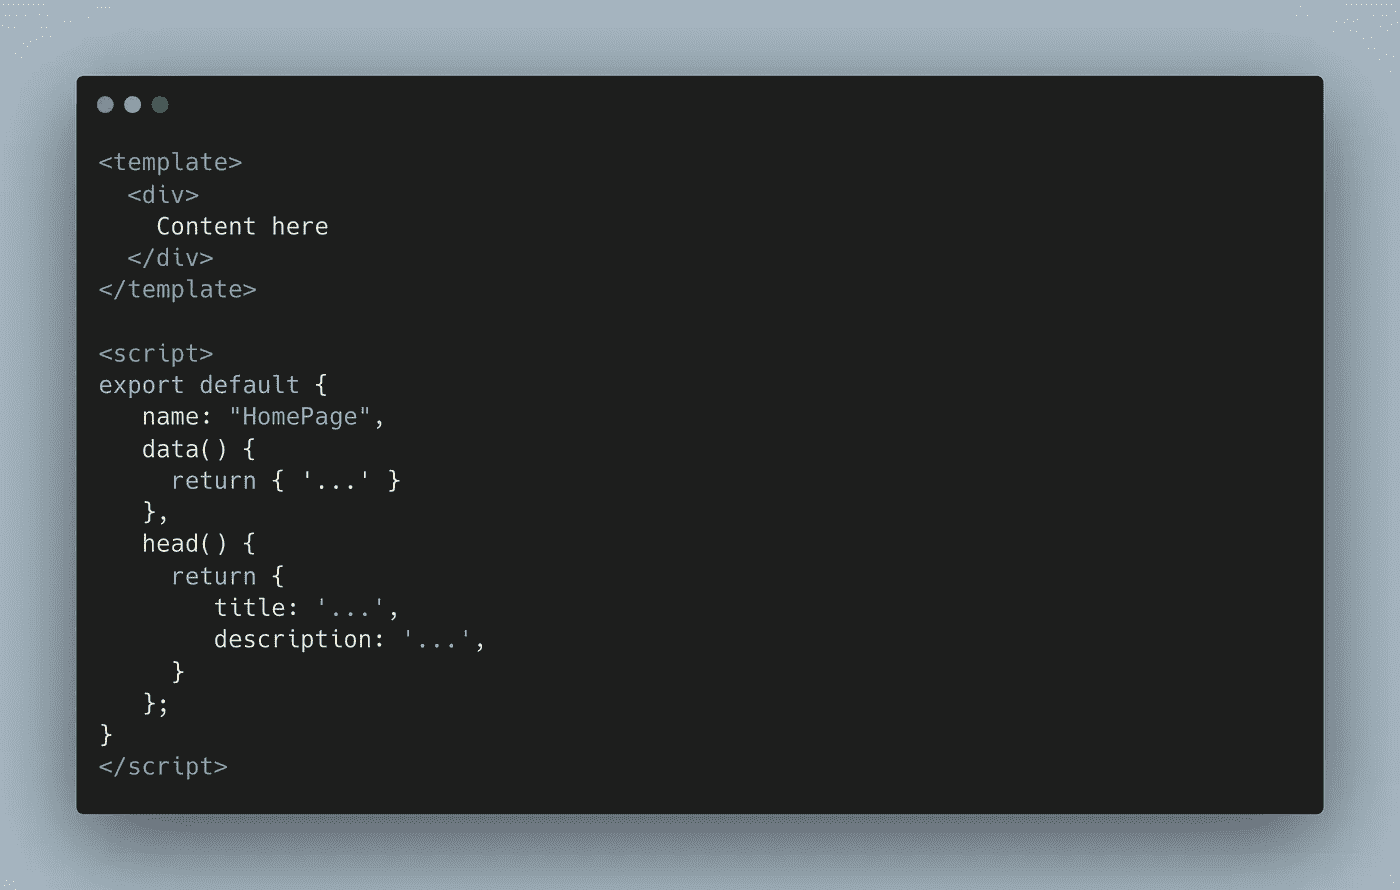 <template>
  <div>
    Content here
  </div>
</template>

<script>
export default {
   name: "HomePage",
   data() {
     return { '...' }
   },
   head() {
     return {
        title: '...',
        description: '...',
     }
   };
}
</script>